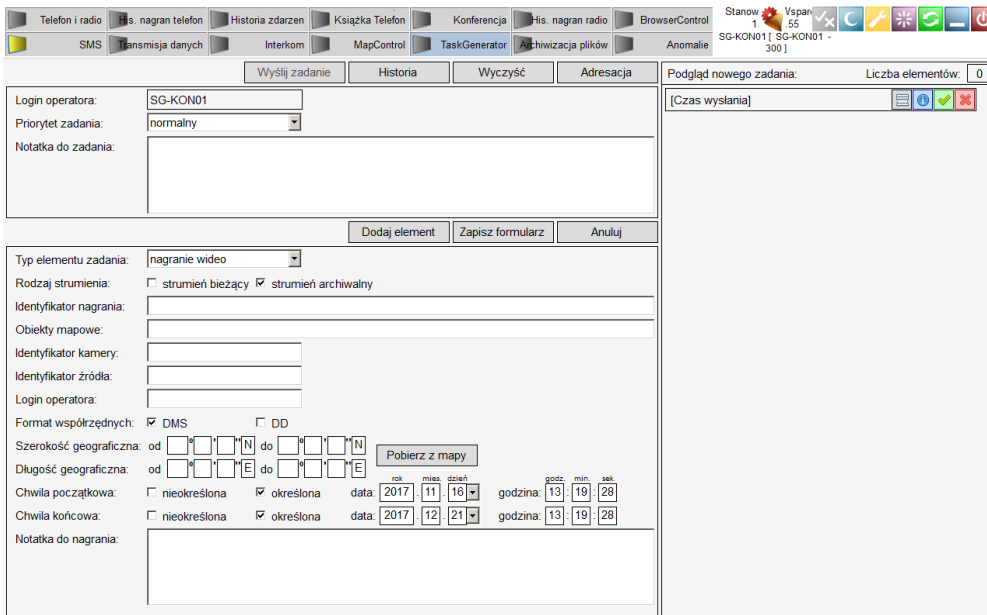 Telefon i radio His. nagran telefon Historia zdarzen Książka Telefon Konferencja His. nagran radio BrowserControl
SMS Transmisja danych Interkom MapControl TaskGenerator Archiwizacja plików Anomalie
Stanow Vspar
1 .55
SG-KON01 [ SG-KON01 -
300 ]
Wyślij zadanie Historia Wyczyść Adresacja
Podgląd nowego zadania: Liczba elementów: 0
[Czas wysłania]
Login operatora: SG-KON01
Priorytet zadania: normalny
Notatka do zadania:
Dodaj element Zapisz formularz Anuluj
Typ elementu zadania: nagranie wideo
Rodzaj strumienia: strumień bieżący strumień archiwalny
Identyfikator nagrania:
Obiekty mapowe:
Identyfikator kamery:
Identyfikator źródła:
Login operatora:
Format współrzędnych: DMS DD
Szerokość geograficzna: od ° ' " N do ° ' " N
Pobierz z mapy
Długość geograficzna: od ° ' " E do ° ' " E
rok mies. dzień godz. min. sek.
Chwila początkowa: nieokreślona określona data: 2017 . 11 . 16 godzina: 13 : 19 : 28
Chwila końcowa: nieokreślona określona data: 2017 . 12 . 21 godzina: 13 : 19 : 28
Notatka do nagrania: